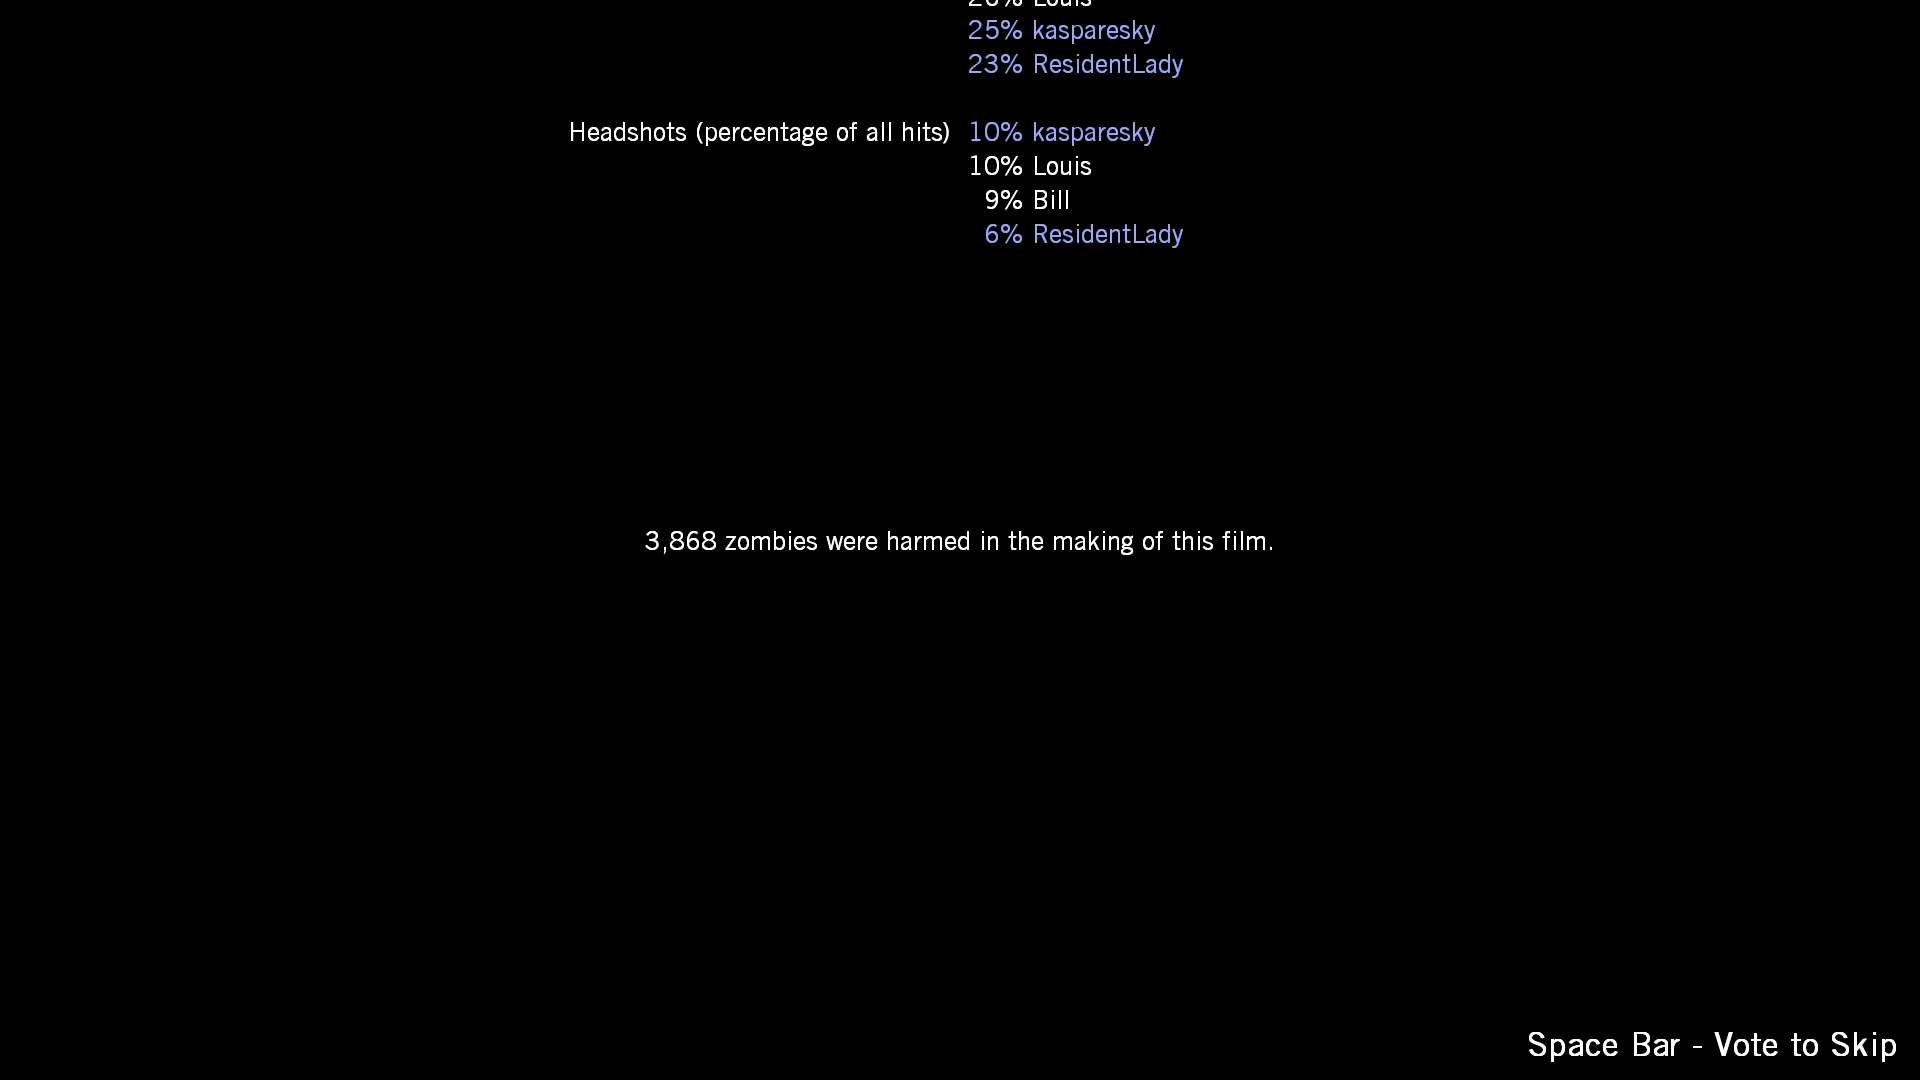 Louis
25% kasparesky
23% ResidentLady
Headshots (percentage of all hits) 10% kasparesky
10% Louis
9% Bill
6% ResidentLady
3,868 zombies were harmed in the making of this film.
Space Bar - Vote to Skip